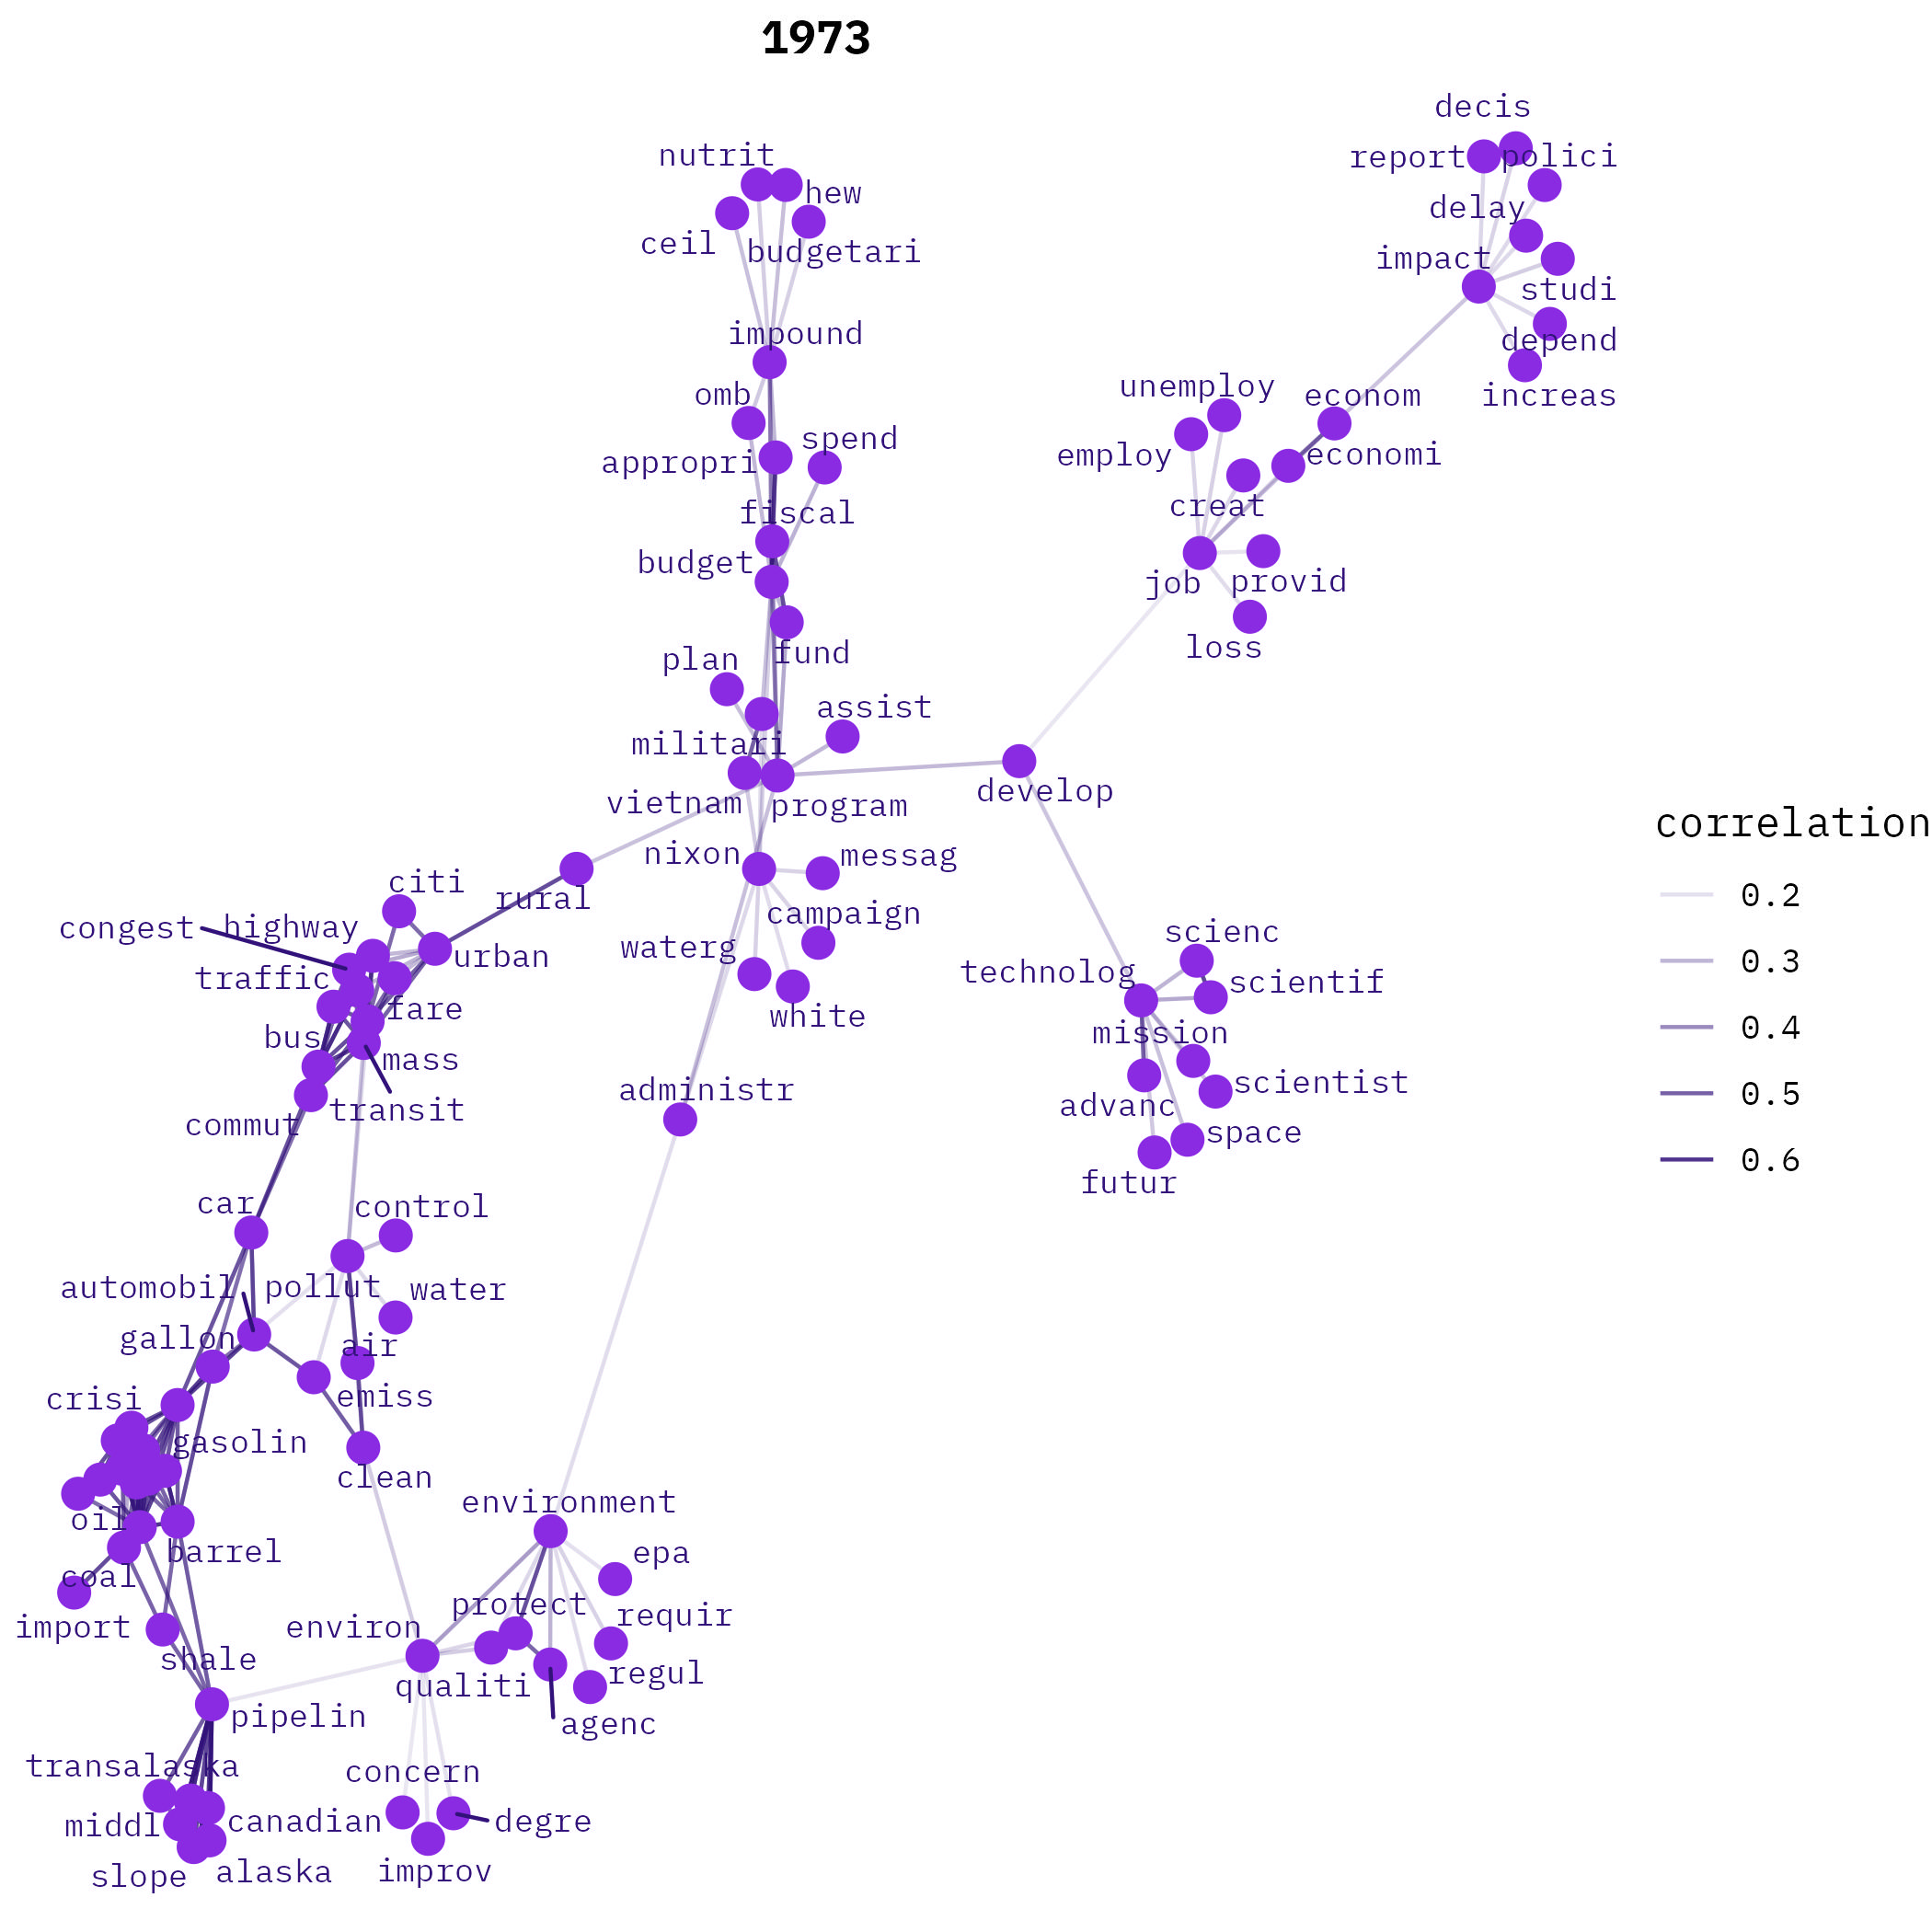 1973
decis
nutrit
report
polici
hew
delay
ceil
budgetari
impact
studi
impound
depend
unemploy
omb
econom
increas
spend
employ
economi
appropri
creat
fiscal
budget
job
provid
fund
loss
plan
assist
militari
develop
vietnam
program
correlation
nixon
messag
citi
rural
0.2
congest
highway
campaign
scienc
urban
waterg
0.3
traffic
technolog
scientif
fare
white
0.4
bus
mission
mass
administr
scientist
0.5
transit
advanc
commut
space
0.6
futur
car
control
automobil
pollut
water
gallon
air
crisi
emiss
gasolin
clean
environment
oil
barrel
epa
coal
protect
requir
import
environ
shale
regul
qualiti
pipelin
agenc
transalaska
concern
middl
canadian
degre
slope
alaska
improv